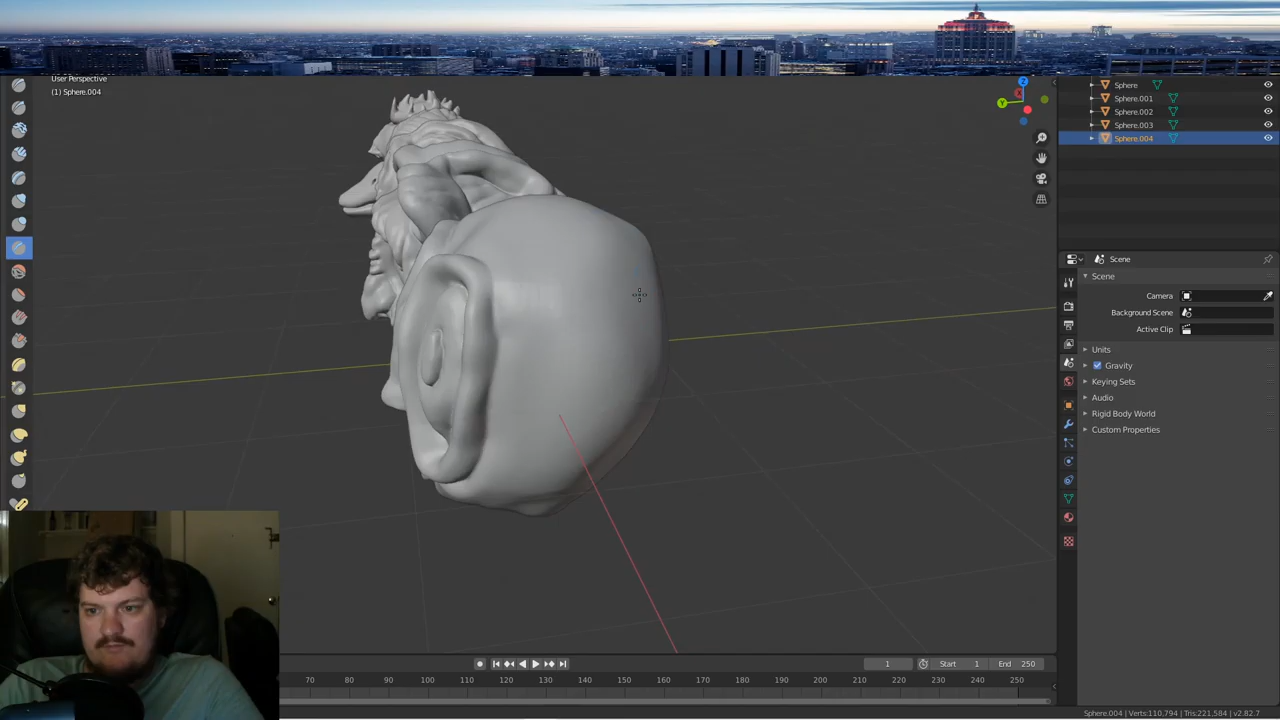 User Perspective
(1) Sphere.004
X
Y
Z
Sphere
Sphere.001
Sphere.002
Sphere.003
Sphere.004
Scene
Scene
Camera
Background Scene
Active Clip
Units
Gravity
Keying Sets
Audio
Rigid Body World
Custom Properties
1
Start 1
End 250
70 80 90 100 110 120 130 140 150 160 170 180 190 200 210 220 230 240 250
Sphere.004 | Verts:110,794 | Tris:221,584 | v2.82.7